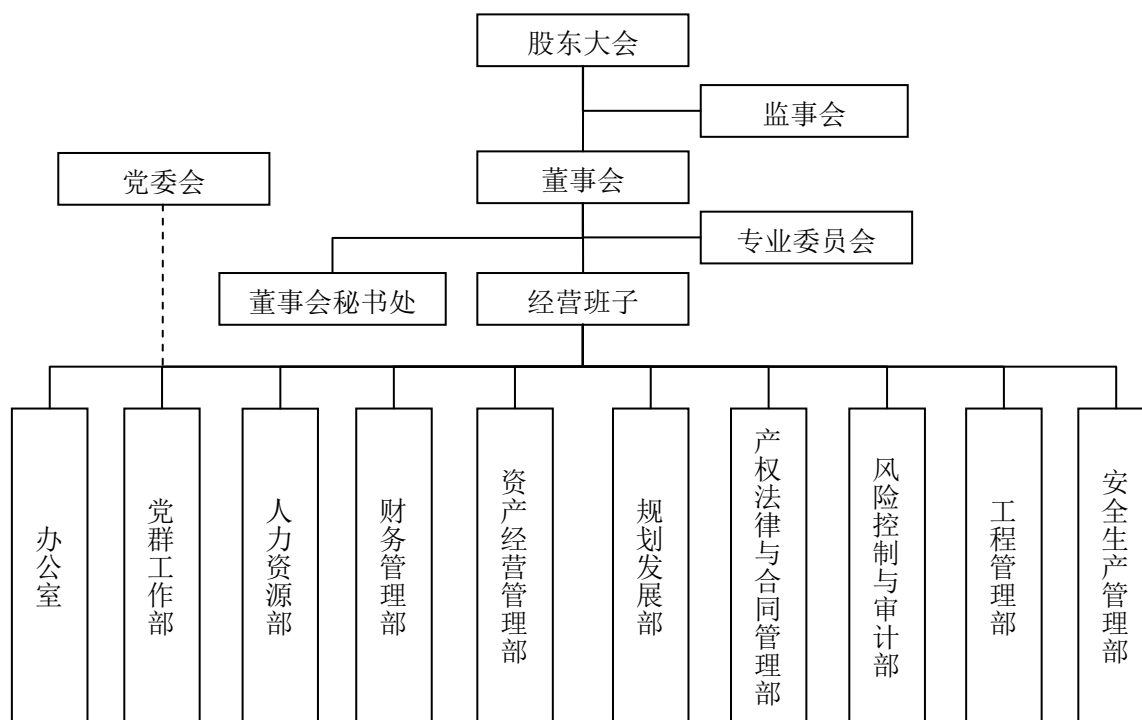 股东大会
监事会
董事会
党委会
专业委员会
董事会秘书处
经营班子
办公室
党群工作部
人力资源部
财务管理部
资产经营管理部
规划发展部
产权法律与合同管理部
风险控制与审计部
工程管理部
安全生产管理部